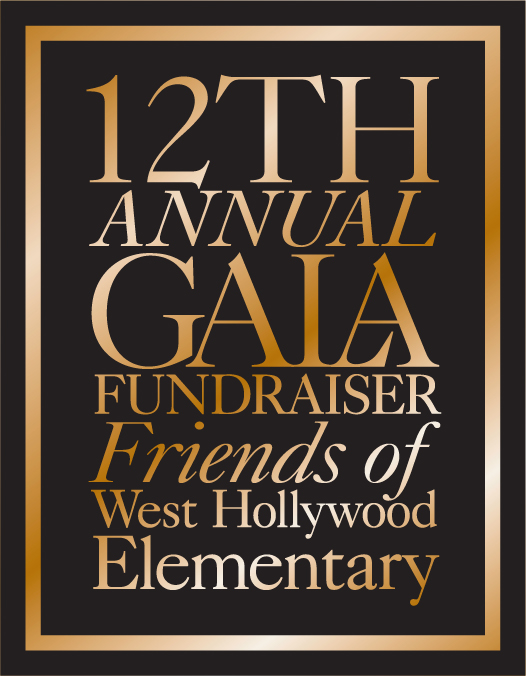 12TH
ANNUAL
GALA
FUNDRAISER
Friends of
West Hollywood
Elementary